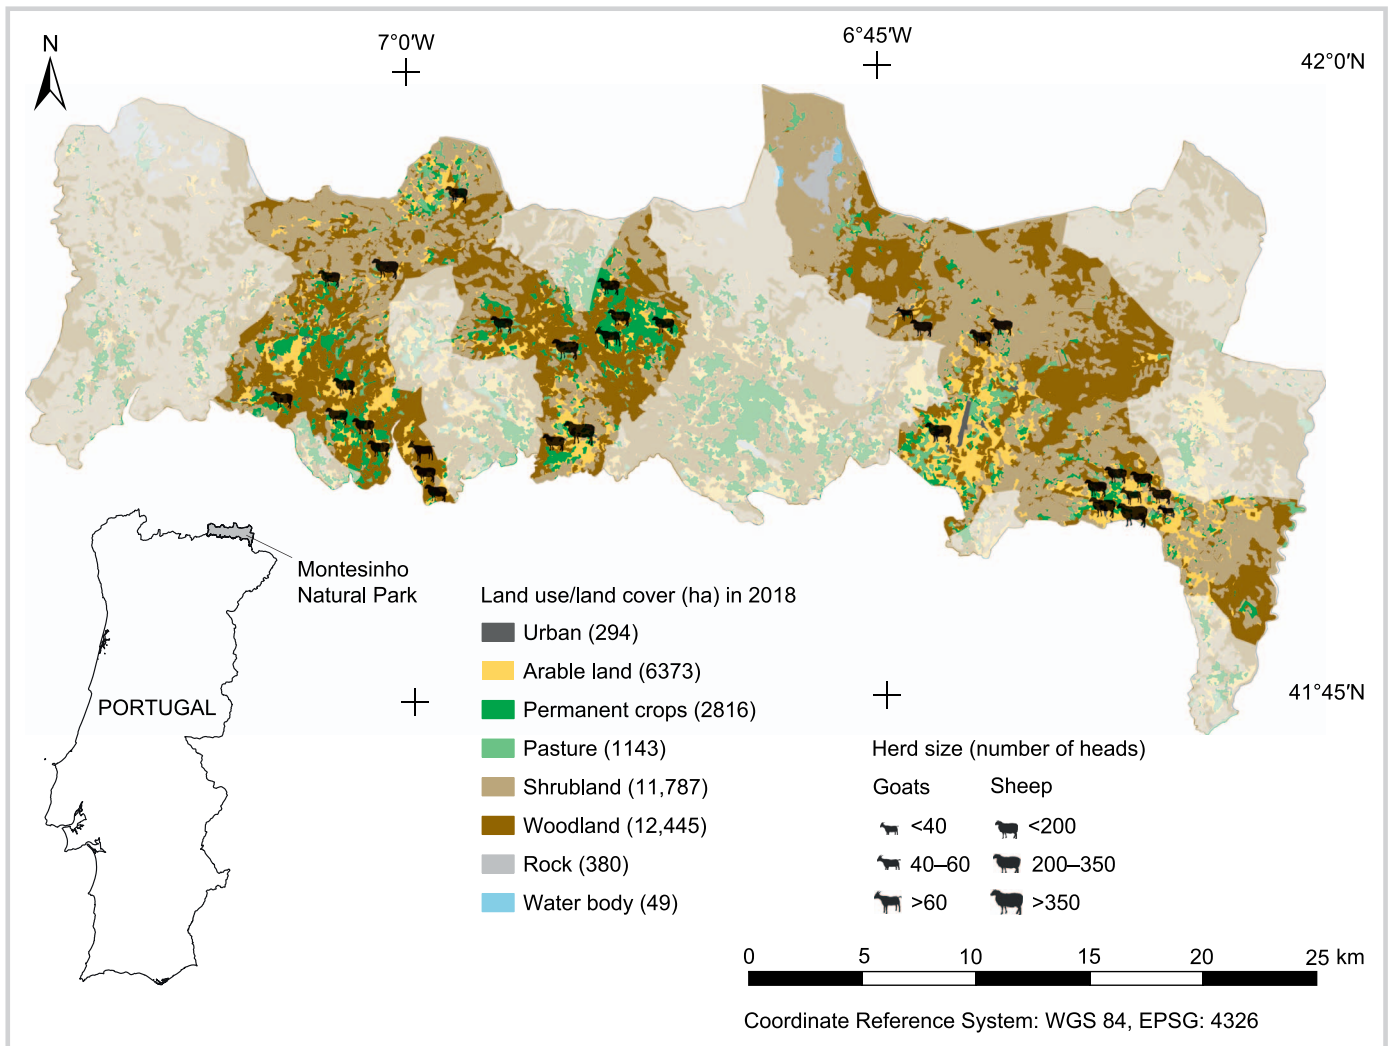 N
7°0′W
6°45′W
42°0′N
Montesinho
Natural Park
PORTUGAL
41°45′N
Land use/land cover (ha) in 2018
Urban (294)
Arable land (6373)
Permanent crops (2816)
Pasture (1143)
Shrubland (11,787)
Woodland (12,445)
Rock (380)
Water body (49)
Herd size (number of heads)
Goats Sheep
<40 <200
40–60 200–350
>60 >350
0 5 10 15 20 25 km
Coordinate Reference System: WGS 84, EPSG: 4326